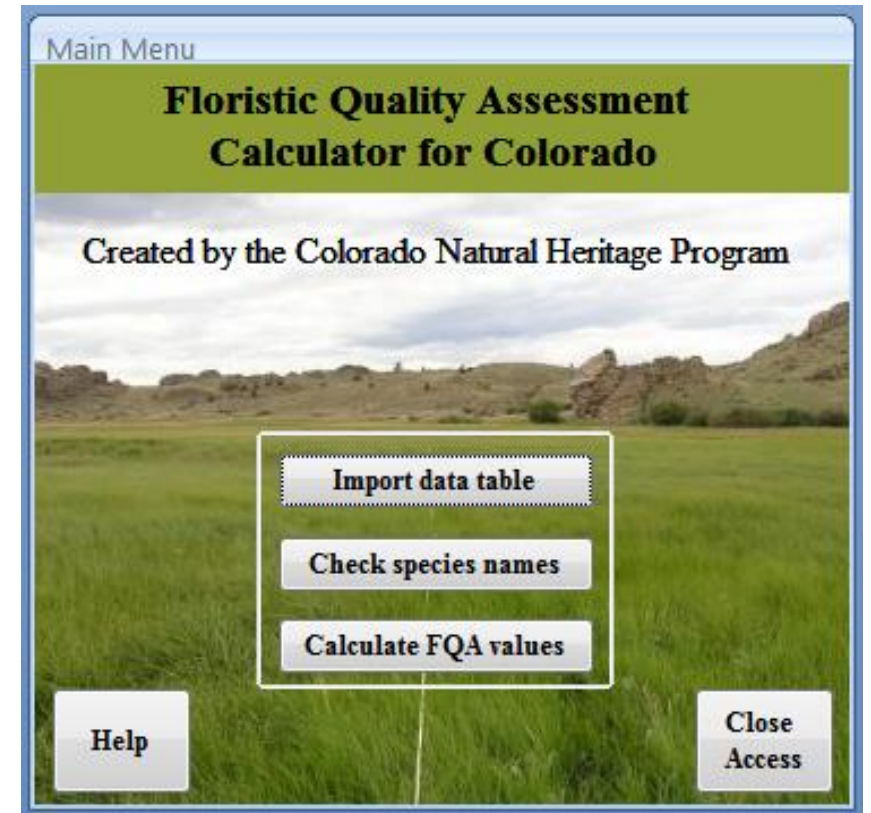 Main Menu
Floristic Quality Assessment
Calculator for Colorado
Created by the Colorado Natural Heritage Program
Import data table
Check species names
Calculate FQA values
Help
Close
Access